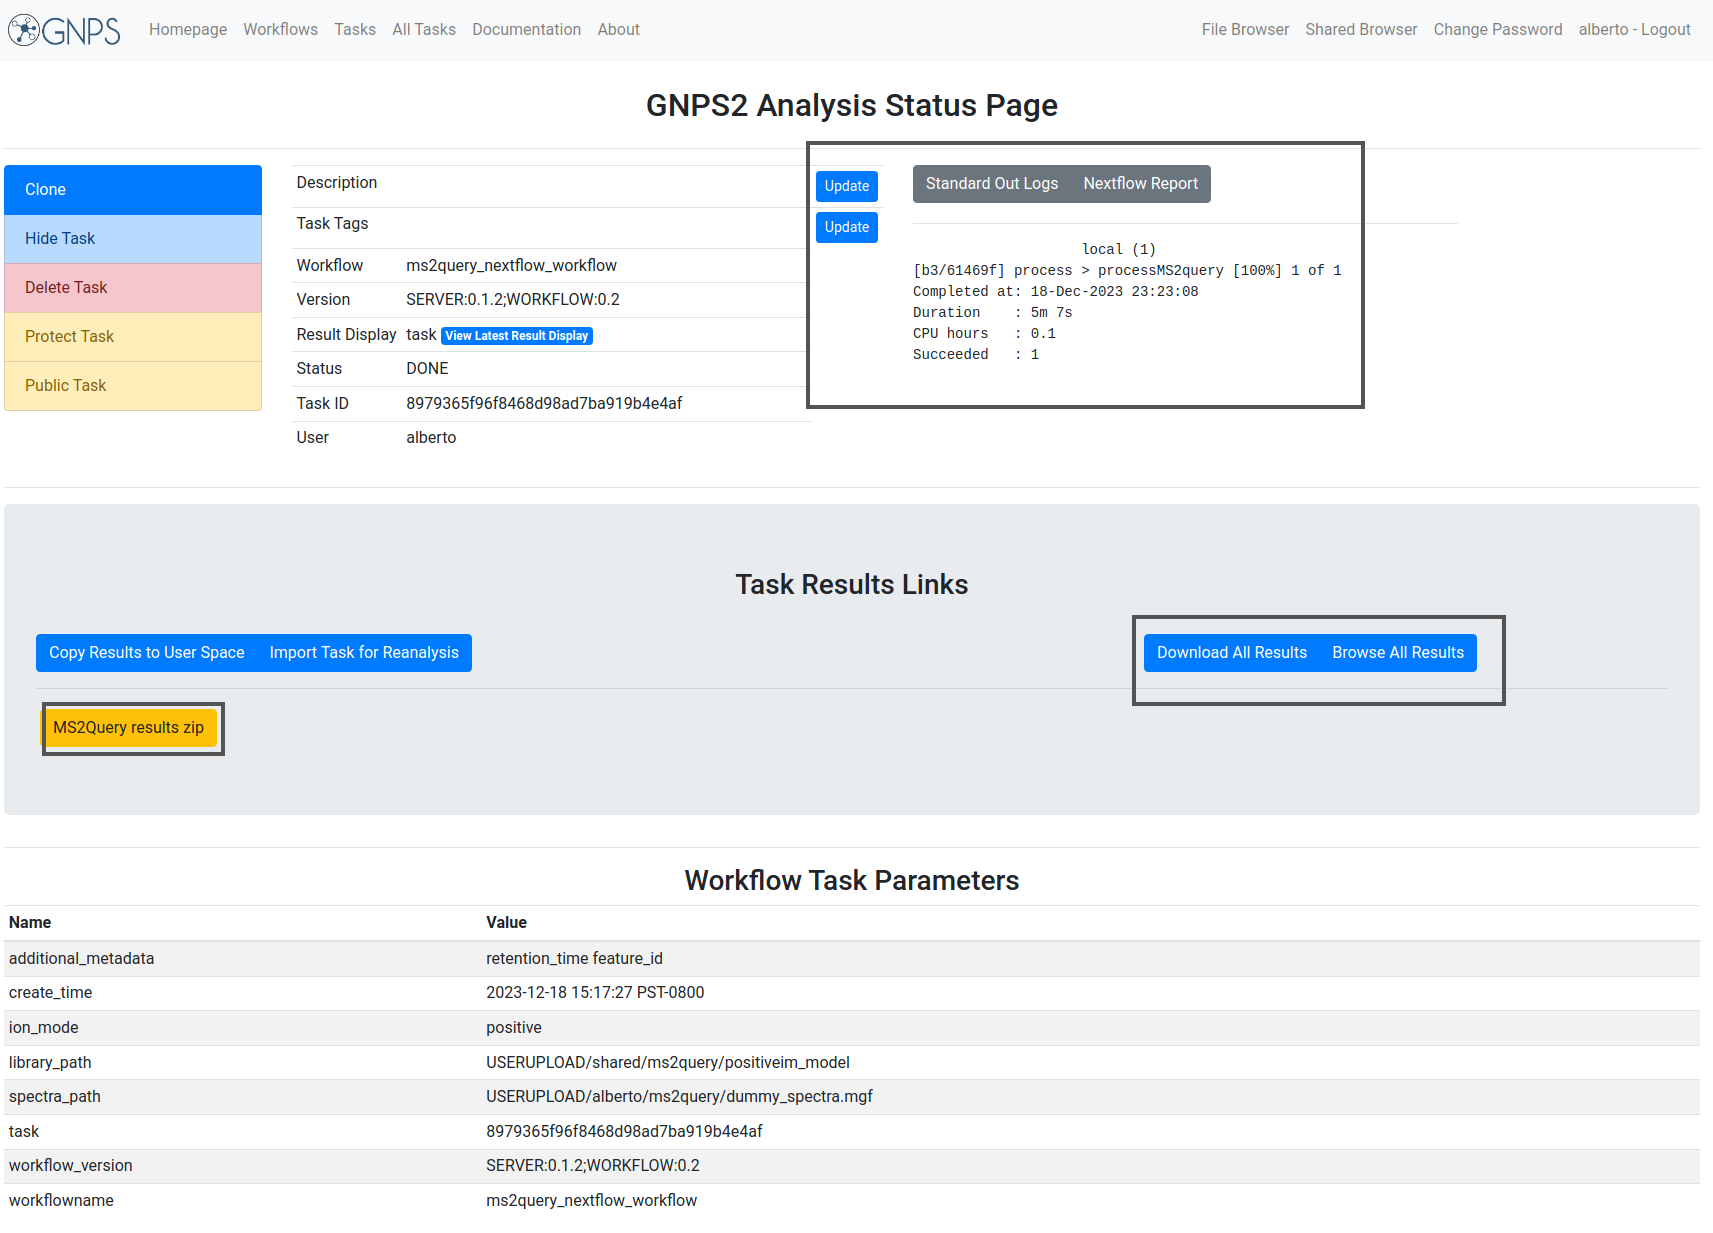 GNPS Homepage Workflows Tasks All Tasks Documentation About File Browser Shared Browser Change Password alberto - Logout
GNPS2 Analysis Status Page
Clone
Hide Task
Delete Task
Protect Task
Public Task
Description Update
Task Tags Update
Workflow ms2query_nextflow_workflow
Version SERVER:0.1.2;WORKFLOW:0.2
Result Display task View Latest Result Display
Status DONE
Task ID 8979365f96f8468d98ad7ba919b4e4af
User alberto
Standard Out Logs Nextflow Report
local (1)
[b3/61469f] process > processMS2query [100%] 1 of 1
Completed at: 18-Dec-2023 23:23:08
Duration : 5m 7s
CPU hours : 0.1
Succeeded : 1
Task Results Links
Copy Results to User Space Import Task for Reanalysis Download All Results Browse All Results
MS2Query results zip
Workflow Task Parameters
Name Value
additional_metadata retention_time feature_id
create_time 2023-12-18 15:17:27 PST-0800
ion_mode positive
library_path USERUPLOAD/shared/ms2query/positiveim_model
spectra_path USERUPLOAD/alberto/ms2query/dummy_spectra.mgf
task 8979365f96f8468d98ad7ba919b4e4af
workflow_version SERVER:0.1.2;WORKFLOW:0.2
workflowname ms2query_nextflow_workflow